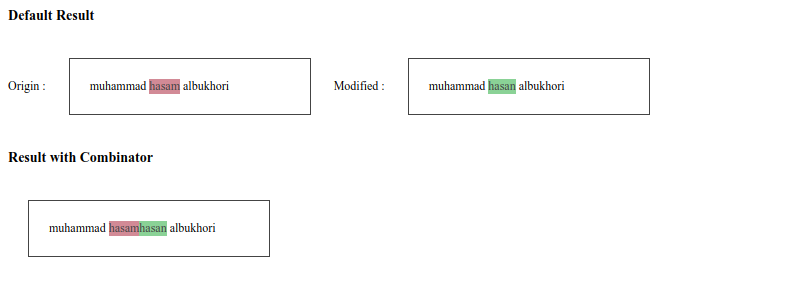 Default Result
Origin : muhammad hasam albukhori Modified : muhammad hasan albukhori
Result with Combinator
muhammad hasamhasan albukhori